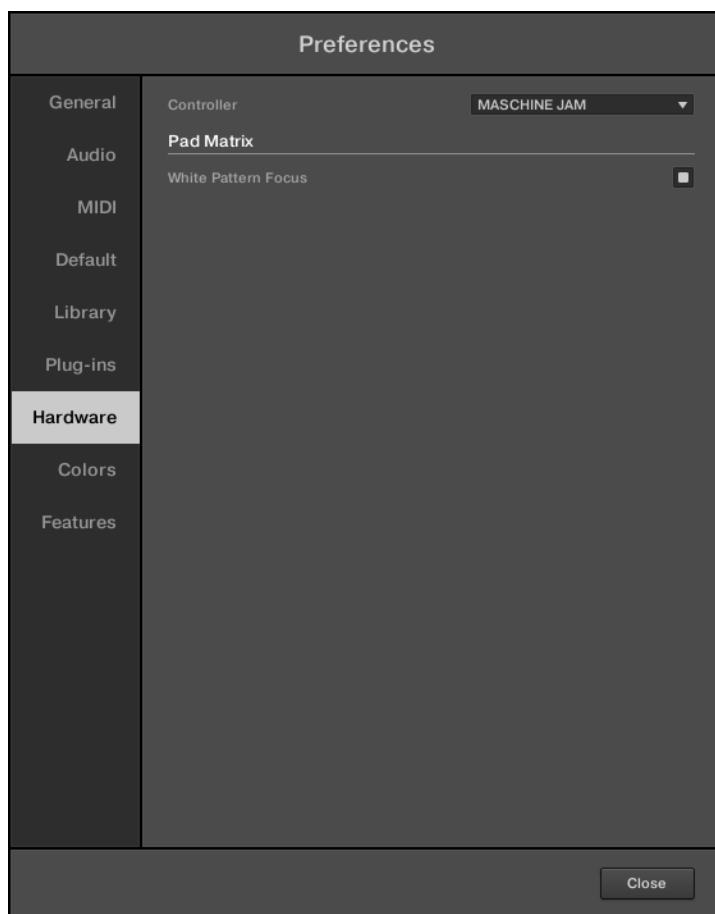 Preferences
General
Audio
MIDI
Default
Library
Plug-ins
Hardware
Colors
Features
Controller MASCHINE JAM
Pad Matrix
White Pattern Focus
Close